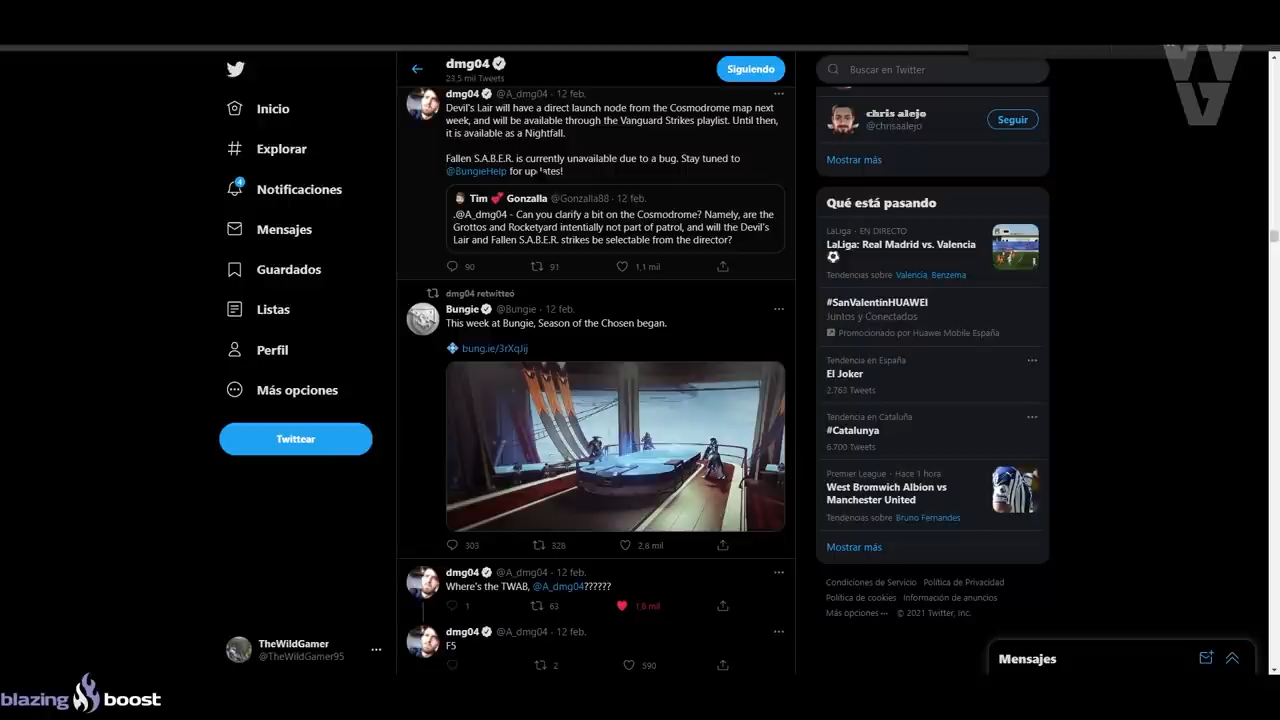 dmg04
23,5 mil Tweets
Siguiendo
Buscar en Twitter
Inicio
Explorar
4
Notificaciones
Mensajes
Guardados
Listas
Perfil
Más opciones
Twittear
TheWildGamer
@TheWildGamer95
dmg04 @A_dmg04 · 12 feb.
Devil's Lair will have a direct launch node from the Cosmodrome map next
week, and will be available through the Vanguard Strikes playlist. Until then,
it is available as a Nightfall.
Fallen S.A.B.E.R. is currently unavailable due to a bug. Stay tuned to
@BungieHelp for updates!
Tim 💕 Gonzalla @Gonzalla88 · 12 feb.
.@A_dmg04 - Can you clarify a bit on the Cosmodrome? Namely, are the
Grottos and Rocketyard intentially not part of patrol, and will the Devil's
Lair and Fallen S.A.B.E.R. strikes be selectable from the director?
90 91 1,1 mil
dmg04 retwitteó
Bungie @Bungie · 12 feb.
This week at Bungie, Season of the Chosen began.
💠 bung.ie/3rXqJij
303 328 2,8 mil
dmg04 @A_dmg04 · 12 feb.
Where's the TWAB, @A_dmg04??????
1 63 1,6 mil
dmg04 @A_dmg04 · 12 feb.
F5
2 590
chris alejo
@chrisaalejo
Seguir
Mostrar más
Qué está pasando
LaLiga · EN DIRECTO
LaLiga: Real Madrid vs. Valencia
⚽
Tendencias sobre Valencia, Benzema
#SanValentínHUAWEI
Juntos y Conectados
Promocionado por Huawei Mobile España
Tendencia en España
El Joker
2.763 Tweets
Tendencia en Cataluña
#Catalunya
6.700 Tweets
Premier League · Hace 1 hora
West Bromwich Albion vs
Manchester United
Tendencias sobre Bruno Fernandes
Mostrar más
Condiciones de Servicio Política de Privacidad
Política de cookies Información de anuncios
Más opciones ··· © 2021 Twitter, Inc.
Mensajes
WG
blazing boost